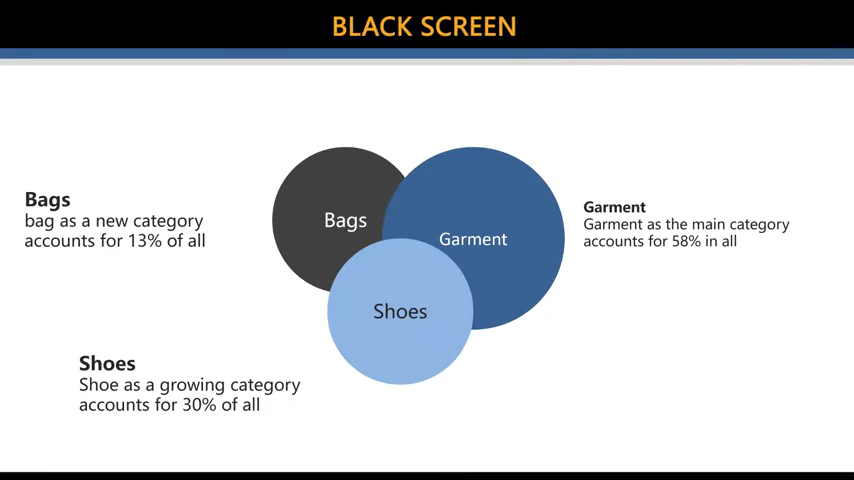 BLACK SCREEN
Bags
bag as a new category
accounts for 13% of all
Bags
Garment
Shoes
Garment
Garment as the main category
accounts for 58% in all
Shoes
Shoe as a growing category
accounts for 30% of all